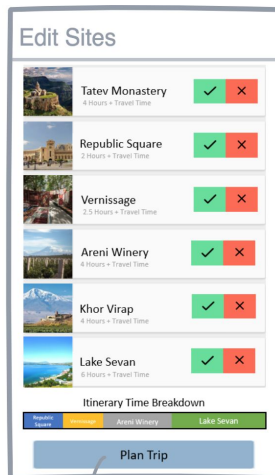 Edit Sites
Tatev Monastery
4 Hours + Travel Time
Republic Square
2 Hours + Travel Time
Vernissage
2.5 Hours + Travel Time
Areni Winery
4 Hours + Travel Time
Khor Virap
4 Hours + Travel Time
Lake Sevan
6 Hours + Travel Time
Itinerary Time Breakdown
Republic
Square
Vernissage
Areni Winery
Lake Sevan
Plan Trip